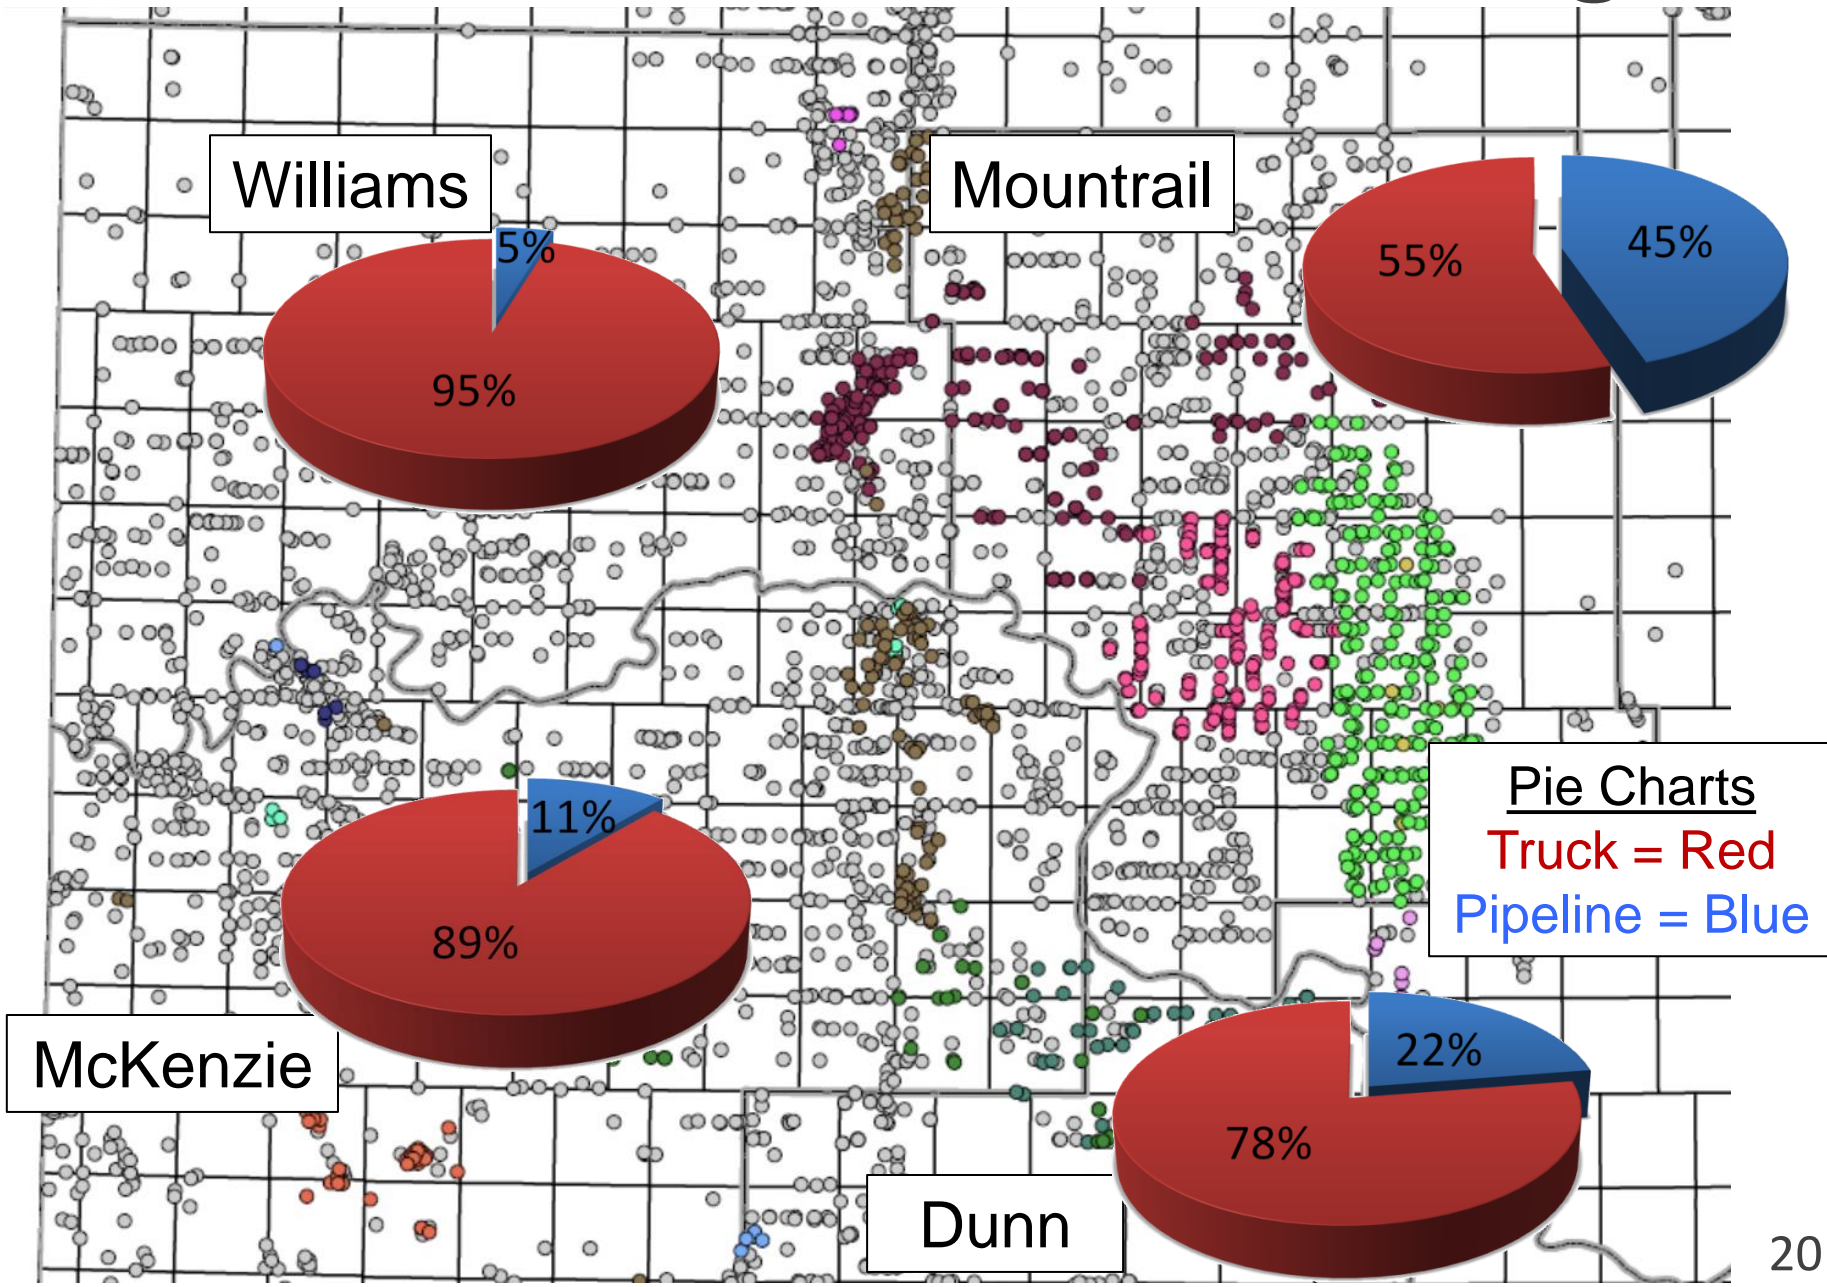 Williams
5%
95%
Mountrail
55%
45%
McKenzie
11%
89%
Dunn
22%
78%
Pie Charts
Truck = Red
Pipeline = Blue
20